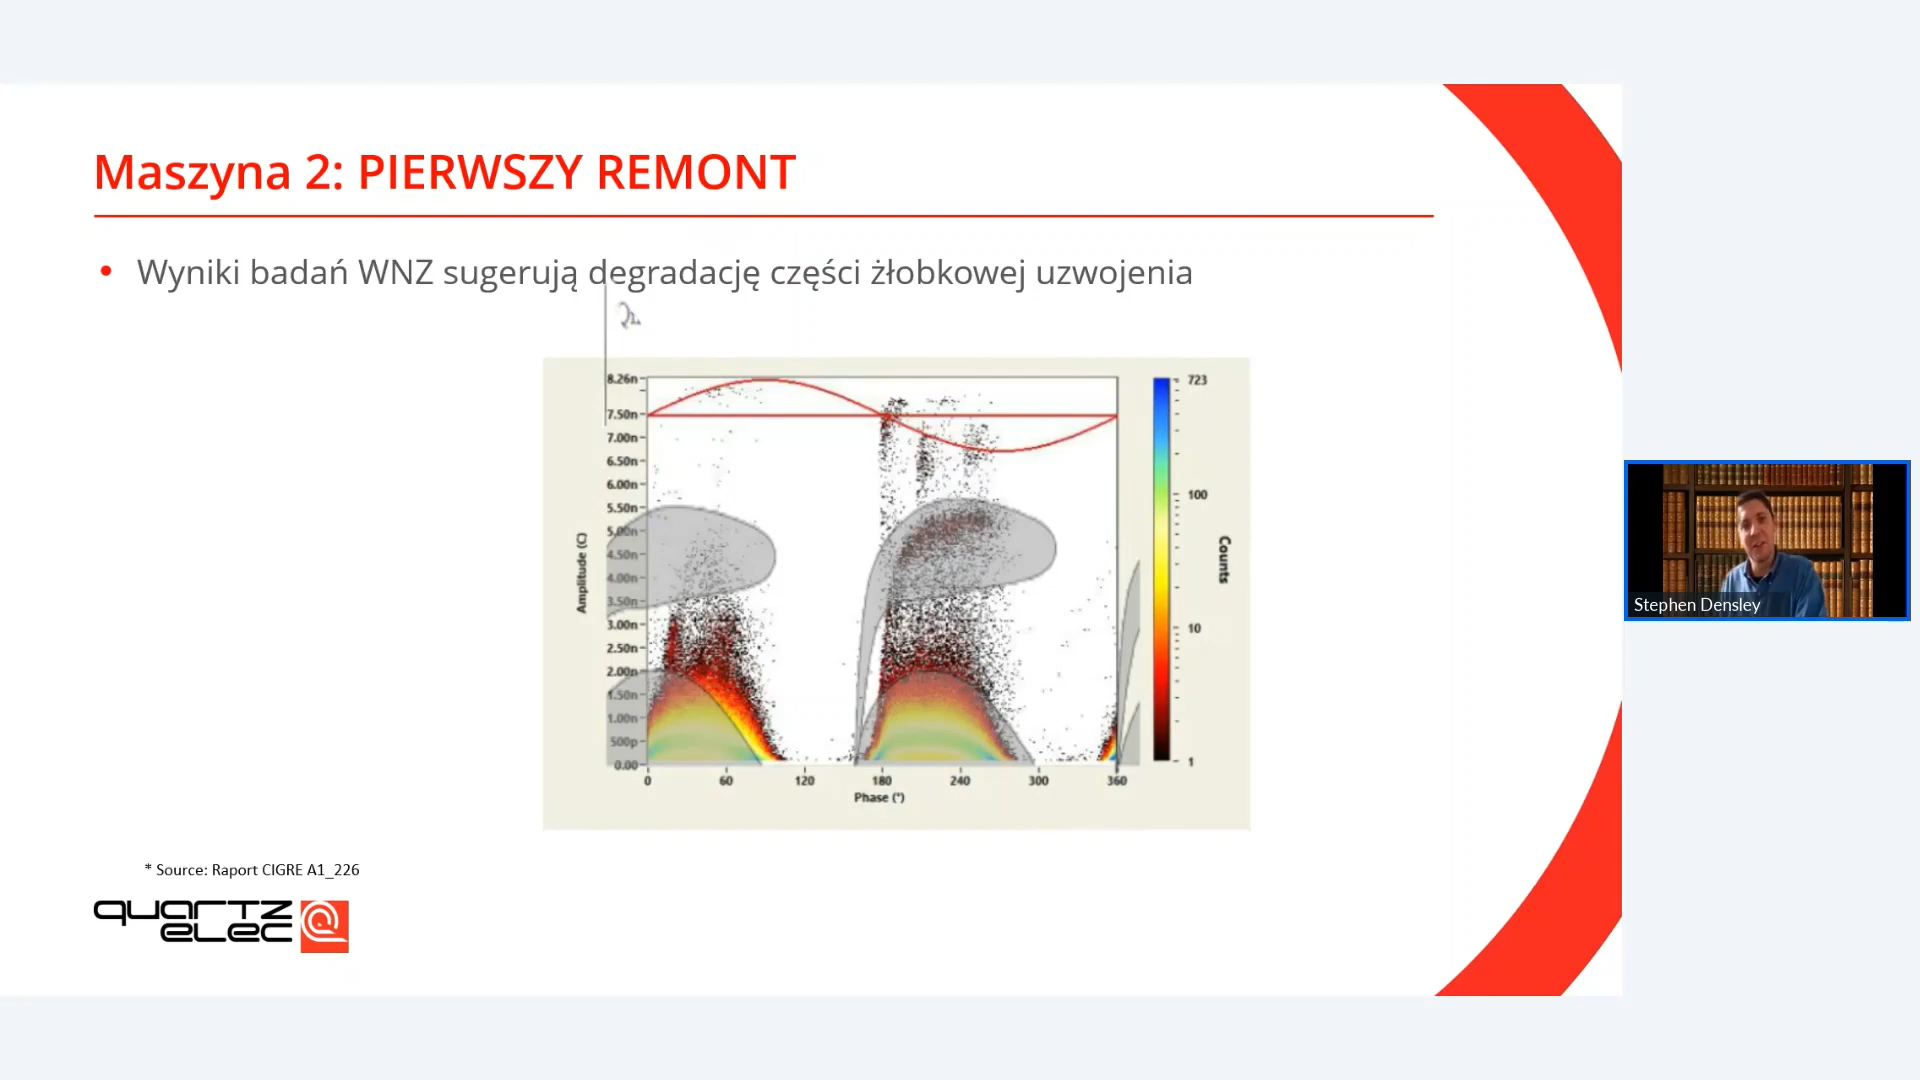 Maszyna 2: PIERWSZY REMONT
• Wyniki badań WNZ sugerują degradację części żłobkowej uzwojenia
8.26n
7.50n
7.00n
6.50n
6.00n
5.50n
5.00n
4.50n
4.00n
3.50n
3.00n
2.50n
2.00n
1.50n
1.00n
500p
0.00
Amplitude (C)
0 60 120 180 240 300 360
Phase (°)
723
100
10
1
Counts
Stephen Densley
* Source: Raport CIGRE A1_226
quartz
elec